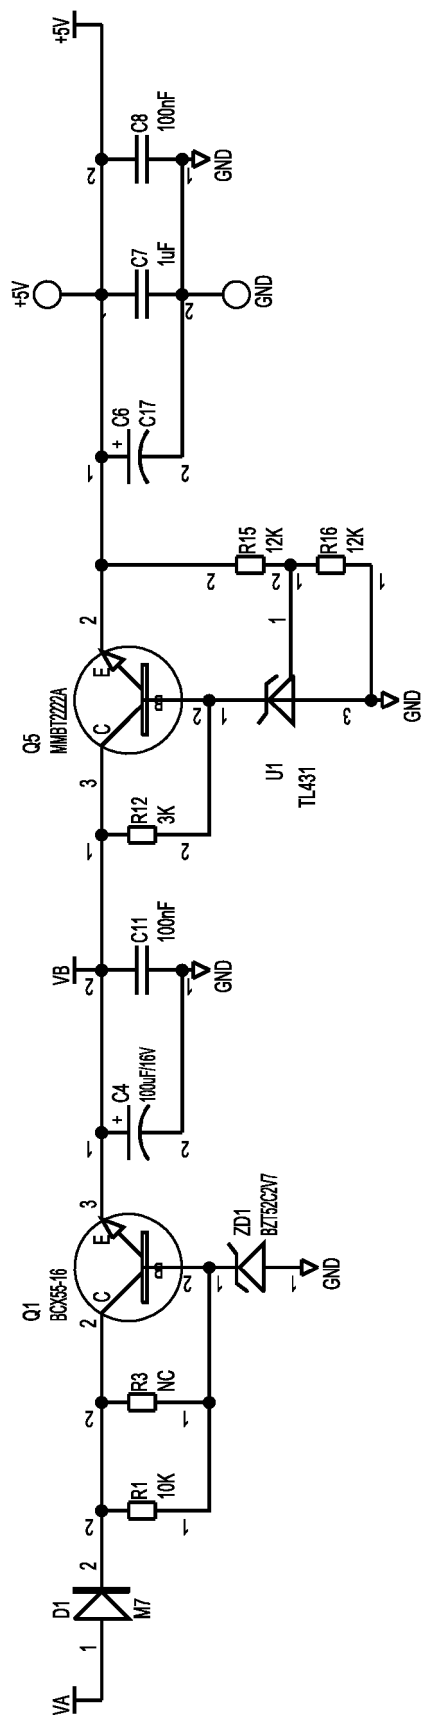 VA
1
D1
M7
2
2
R1
10K
1
2
R3
NC
1
Q1
BCX55-16
2
C
E
B
3
2
1
ZD1
BZT52C2V7
1
GND
1
+
C4
100uF/16V
2
VB
2
C11
100nF
1
GND
1
R12
3K
2
3
Q5
MMBT2222A
C
E
B
2
2
1
U1
TL431
1
3
GND
2
R15
12K
2
1
R16
12K
1
1
+
C6
C17
2
+5V
1
C7
1uF
2
GND
2
C8
100nF
1
GND
+5V